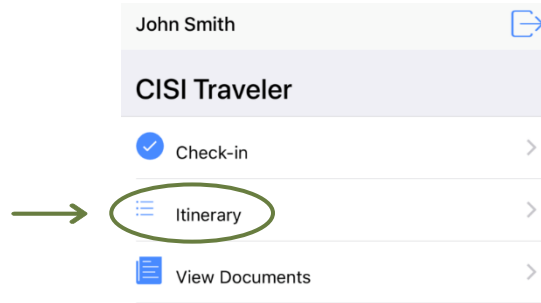 John Smith
CISI Traveler
Check-in
Itinerary
View Documents